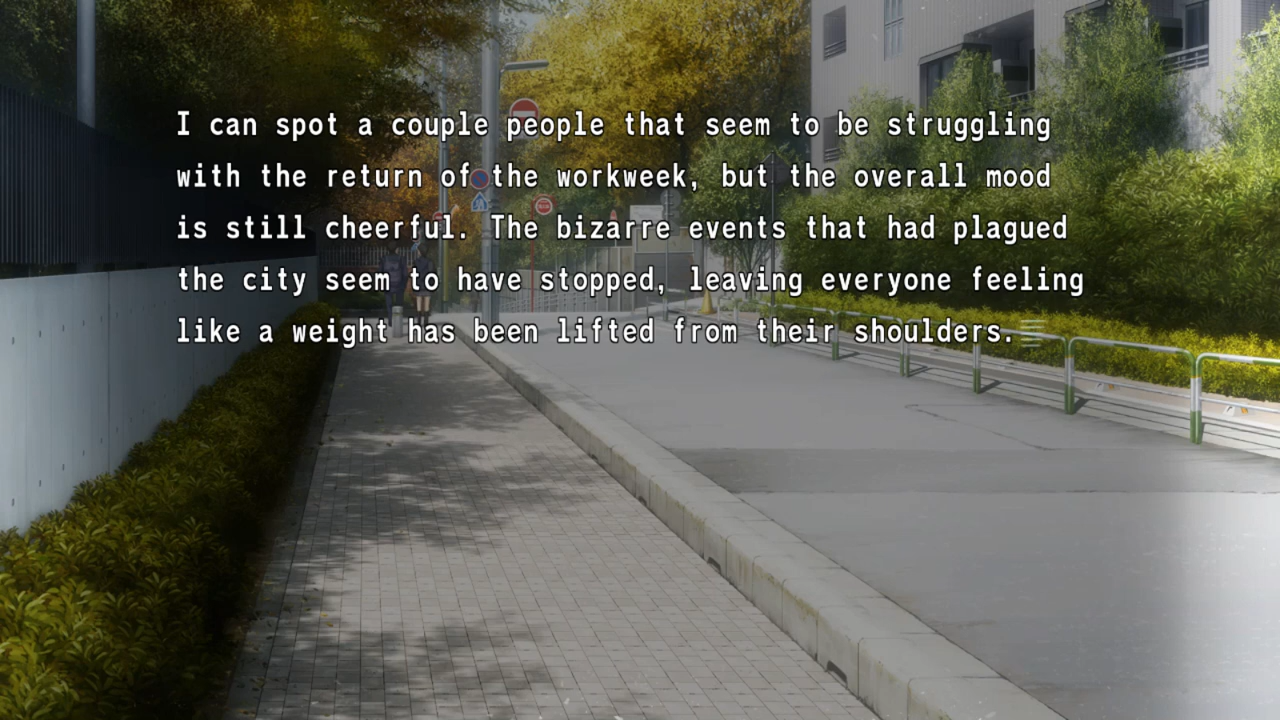 I can spot a couple people that seem to be struggling
with the return of the workweek, but the overall mood
is still cheerful. The bizarre events that had plagued
the city seem to have stopped, leaving everyone feeling
like a weight has been lifted from their shoulders.